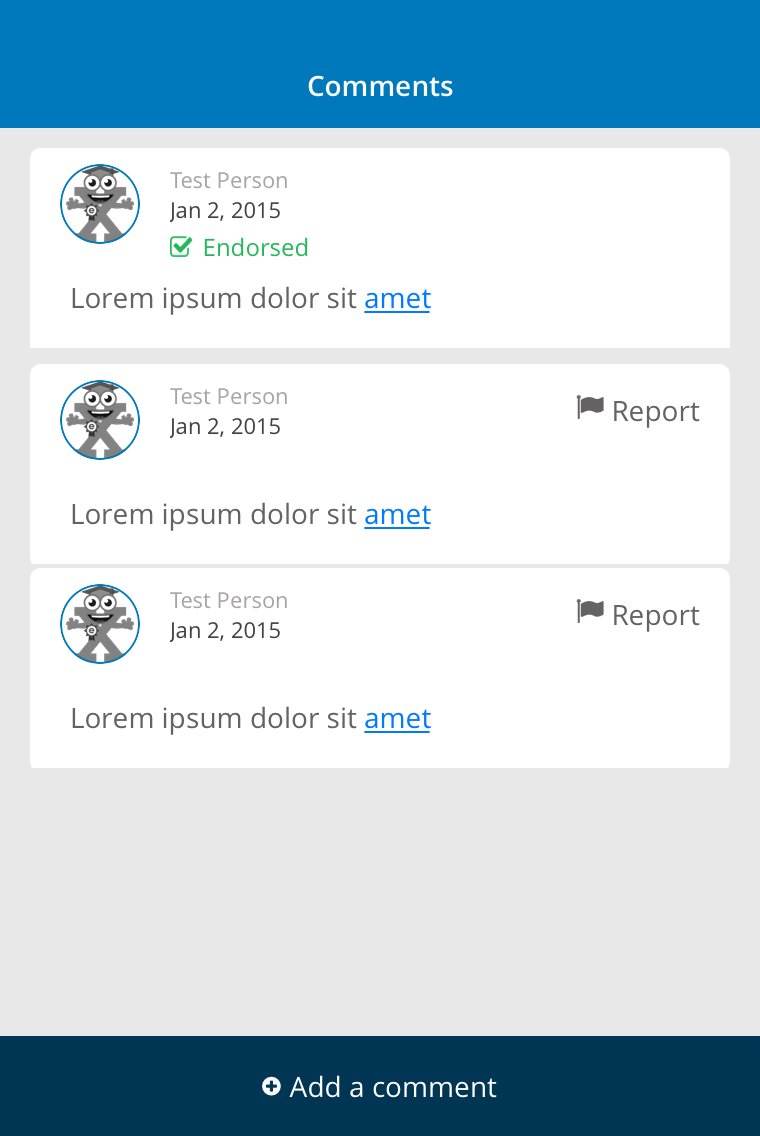 Comments
Test Person
Jan 2, 2015
Endorsed
Lorem ipsum dolor sit amet
Test Person
Jan 2, 2015
Report
Lorem ipsum dolor sit amet
Test Person
Jan 2, 2015
Report
Lorem ipsum dolor sit amet
Add a comment